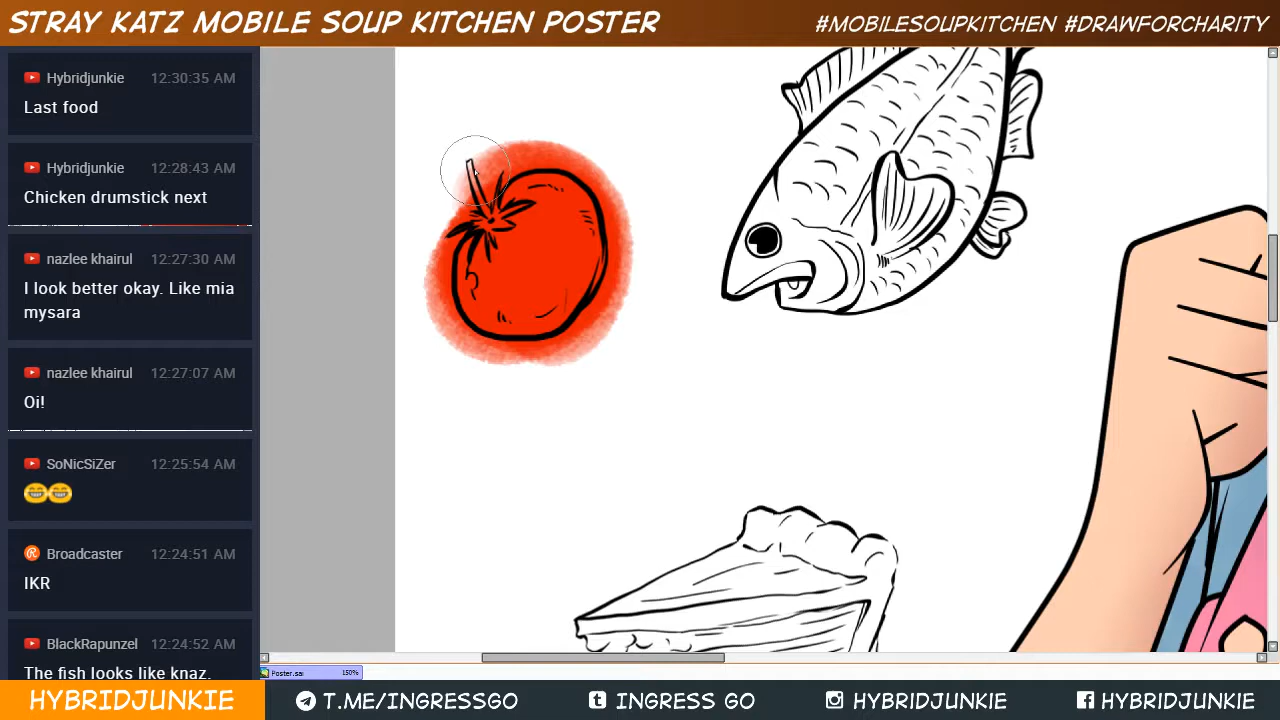 STRAY KATZ MOBILE SOUP KITCHEN POSTER
#MOBILESOUPKITCHEN #DRAWFORCHARITY
Hybridjunkie 12:30:35 AM
Last food
Hybridjunkie 12:28:43 AM
Chicken drumstick next
nazlee khairul 12:27:30 AM
I look better okay. Like mia
mysara
nazlee khairul 12:27:07 AM
Oi!
SoNicSiZer 12:25:54 AM
Broadcaster 12:24:51 AM
IKR
BlackRapunzel 12:24:52 AM
The fish looks like knaz.
Poster.sai 150%
HYBRIDJUNKIE T.ME/INGRESSGO INGRESS GO HYBRIDJUNKIE HYBRIDJUNKIE